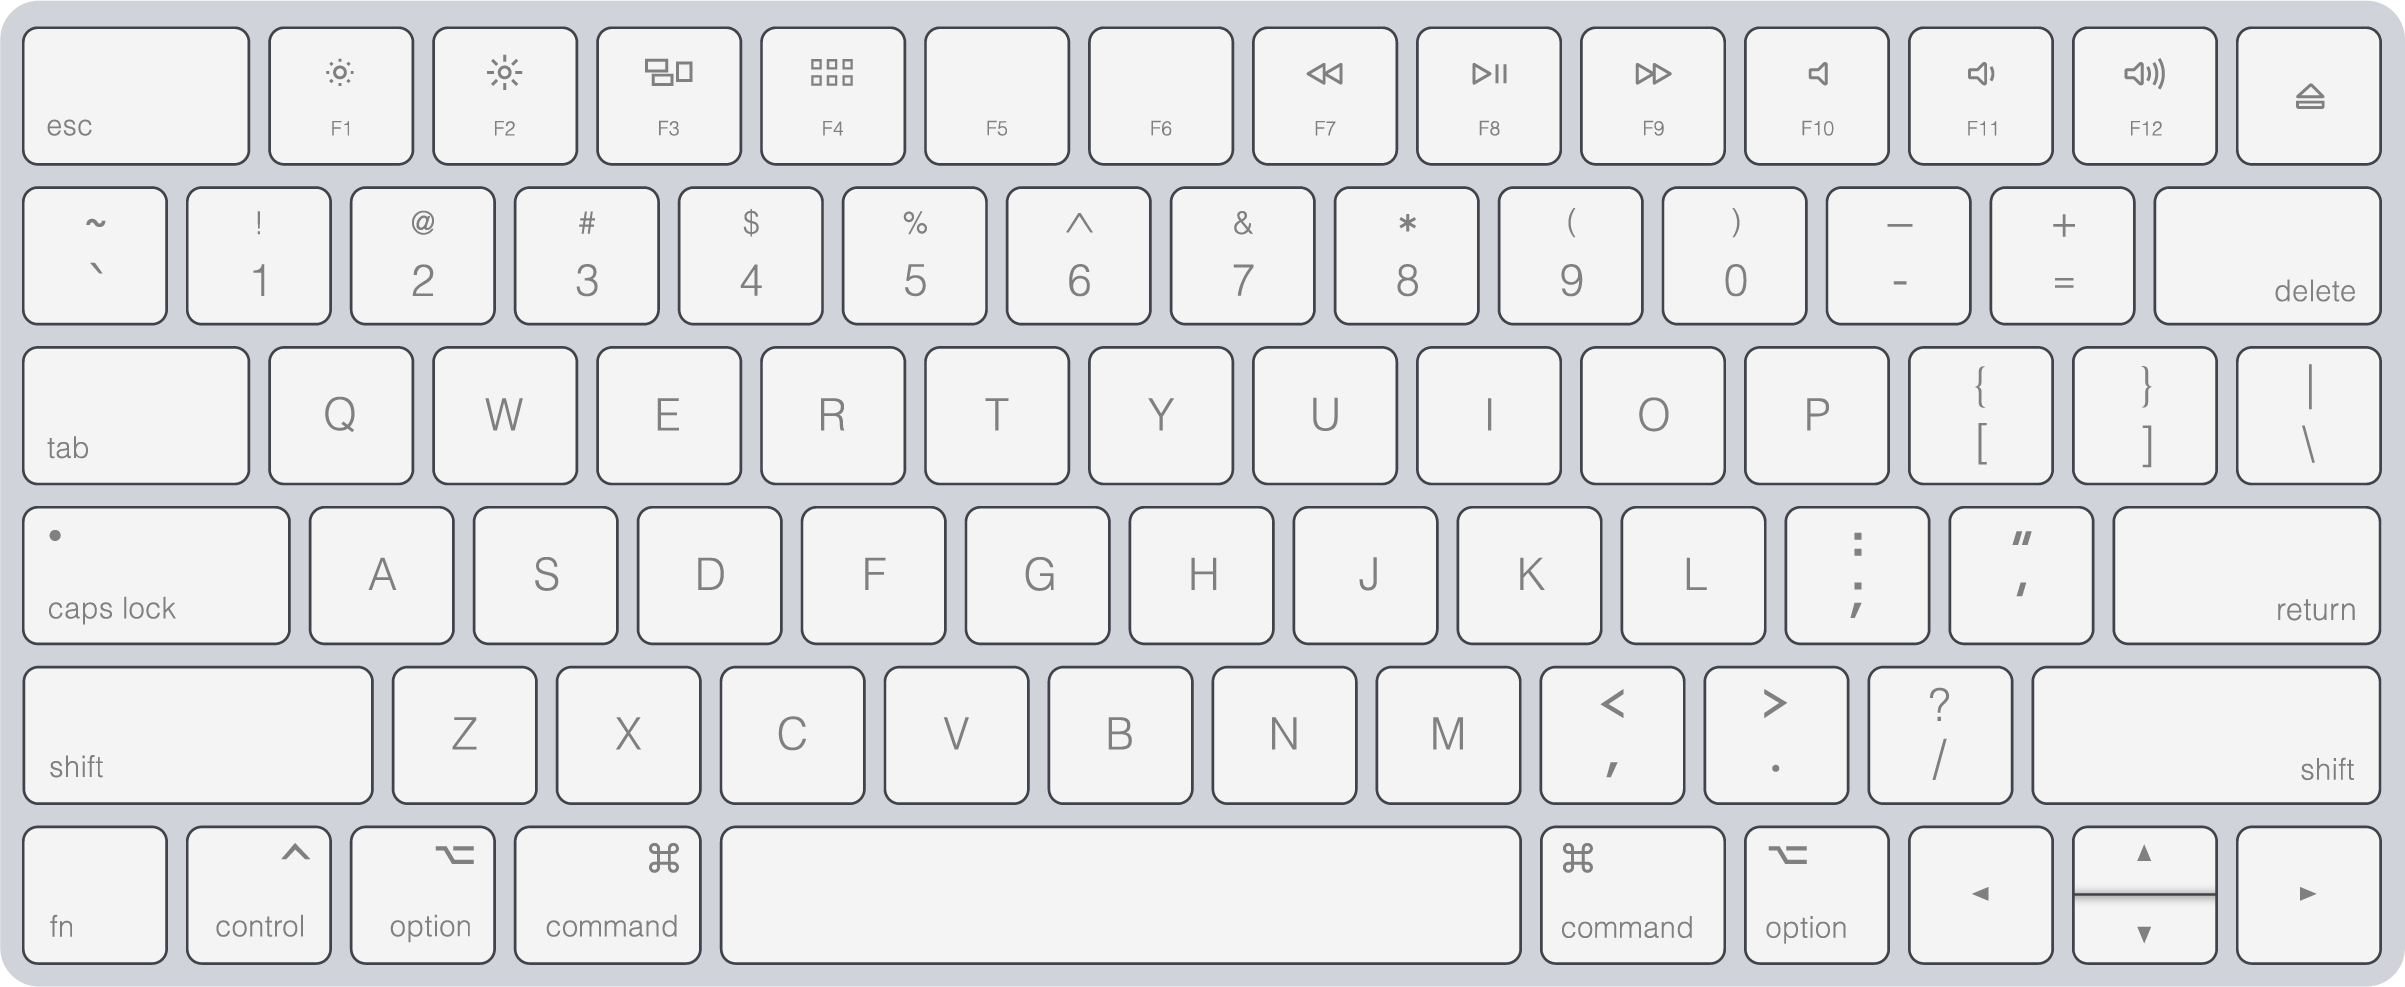 esc F1 F2 F3 F4 F5 F6 F7 F8 F9 F10 F11 F12
~ ! @ # $ % ^ & * ( ) — +
` 1 2 3 4 5 6 7 8 9 0 - = delete
tab Q W E R T Y U I O P { } |
[ ] \
caps lock A S D F G H J K L : " return
; '
shift Z X C V B N M < > ? shift
, . /
fn control option command command option